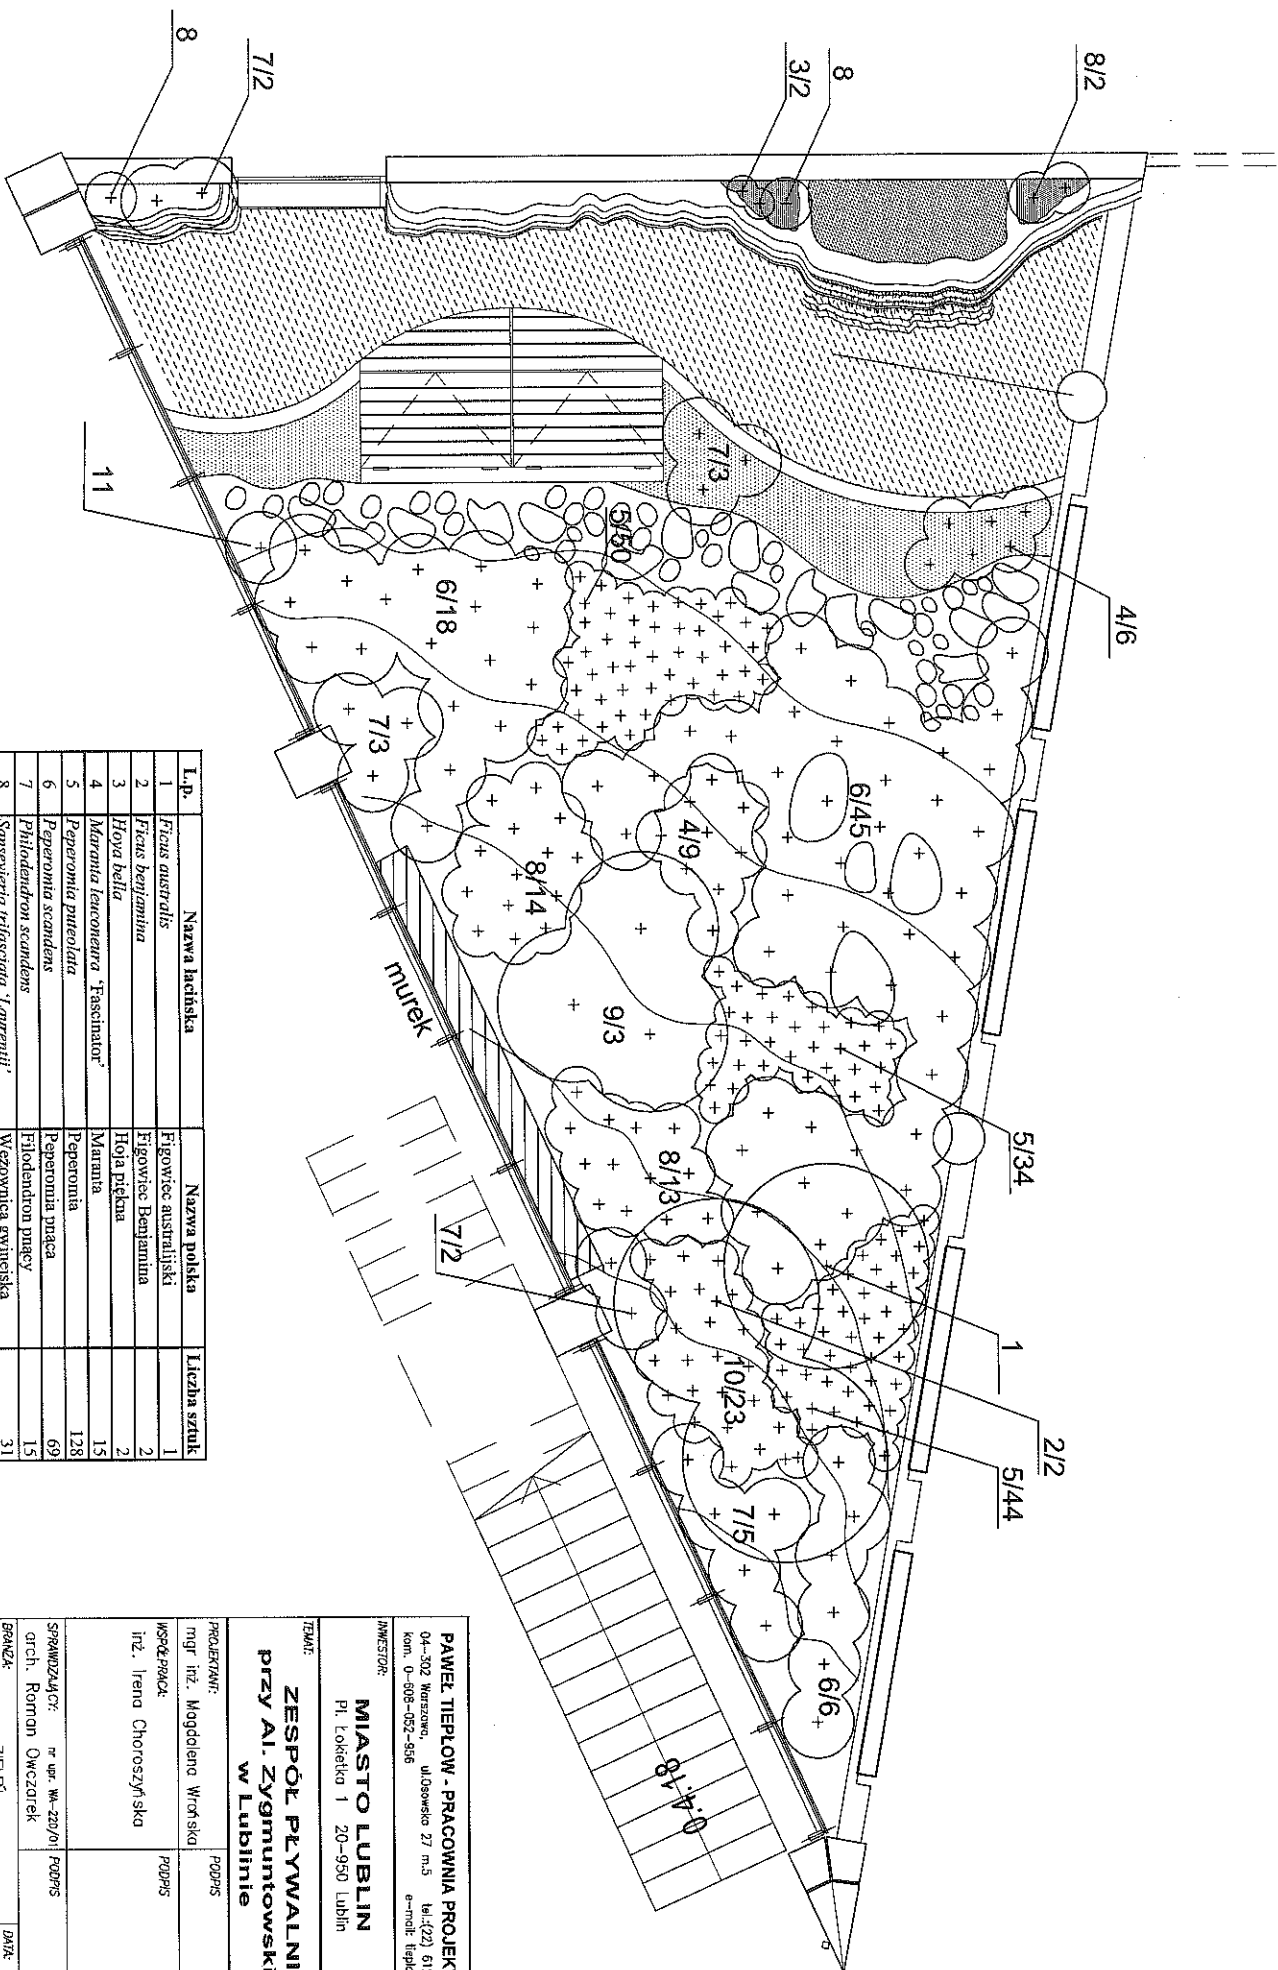 8
7/2
8
3/2
8/2
7/3
4/6
11
5/50
6/18
7/3
6/45
4/9
8/14
9/3
murek
5/34
8/13
7/2
1
2/2
5/44
10/23
7/5
6/6
0.4.18
L.p. Nazwa łacińska Nazwa polska Liczba sztuk
1 Ficus australis Figowiec australijski 1
2 Ficus benjamina Figowiec Benjamina 2
3 Hoya bella Hoja piękna 2
4 Maranta leuconeura 'Fascinator' Maranta 15
5 Peperomia puteolata Peperomia 128
6 Peperomia scandens Peperomia pnąca 69
7 Philodendron scandens Filodendron pnący 15
8 Sansevieria trifasciata 'Laurentii' Wężownica gwinejska 31
PAWEŁ TIEPŁOW - PRACOWNIA PROJEK
04-302 Warszawa, ul.Osowska 27 m.5 tel.:(22) 61
kom. 0-608-052-956 e-mail: tiepl
INWESTOR:
MIASTO LUBLIN
Pl. Łokietka 1 20-950 Lublin
TEMAT:
ZESPÓŁ PŁYWALNI
przy Al. Zygmuntowski
w Lublinie
PROJEKTANT: PODPIS
mgr inż. Magdalena Wrońska
WSPÓŁPRACA: PODPIS
inż. Irena Choroszyńska
SPRAWDZAJĄCY: nr upr. WA-220/01 PODPIS
arch. Roman Owczarek
BRANŻA: DATA: